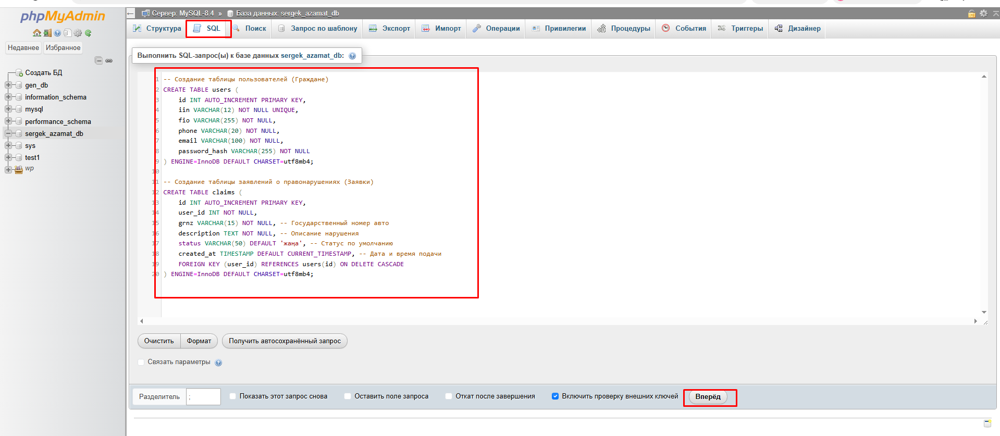 phpMyAdmin
Недавнее Избранное
Создать БД
gen_db
information_schema
mysql
performance_schema
sergek_azamat_db
sys
test1
wp
Сервер: MySQL-8.4 » База данных: sergek_azamat_db
Структура SQL Поиск Запрос по шаблону Экспорт Импорт Операции Привилегии Процедуры События Триггеры Дизайнер
Выполнить SQL-запрос(ы) к базе данных sergek_azamat_db:
1 -- Создание таблицы пользователей (Граждане)
2 CREATE TABLE users (
3 id INT AUTO_INCREMENT PRIMARY KEY,
4 iin VARCHAR(12) NOT NULL UNIQUE,
5 fio VARCHAR(255) NOT NULL,
6 phone VARCHAR(20) NOT NULL,
7 email VARCHAR(100) NOT NULL,
8 password_hash VARCHAR(255) NOT NULL
9 ) ENGINE=InnoDB DEFAULT CHARSET=utf8mb4;
10
11 -- Создание таблицы заявлений о правонарушениях (Заявки)
12 CREATE TABLE claims (
13 id INT AUTO_INCREMENT PRIMARY KEY,
14 user_id INT NOT NULL,
15 grnz VARCHAR(15) NOT NULL, -- Государственный номер авто
16 description TEXT NOT NULL, -- Описание нарушения
17 status VARCHAR(50) DEFAULT 'жаңа', -- Статус по умолчанию
18 created_at TIMESTAMP DEFAULT CURRENT_TIMESTAMP, -- Дата и время подачи
19 FOREIGN KEY (user_id) REFERENCES users(id) ON DELETE CASCADE
20 ) ENGINE=InnoDB DEFAULT CHARSET=utf8mb4;
Очистить Формат Получить автосохранённый запрос
Связать параметры
Разделитель ; Показать этот запрос снова Оставить поле запроса Откат после завершения Включить проверку внешних ключей Вперёд